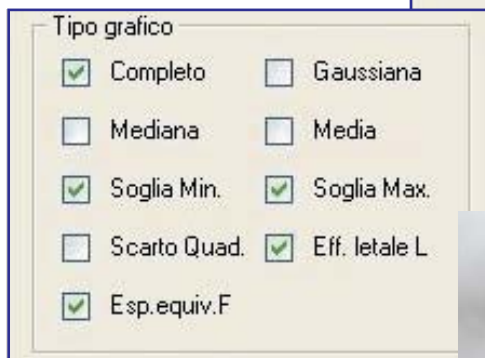 Tipo grafico
Completo Gaussiana
Mediana Media
Soglia Min. Soglia Max.
Scarto Quad. Eff. letale L
Esp.equiv.F